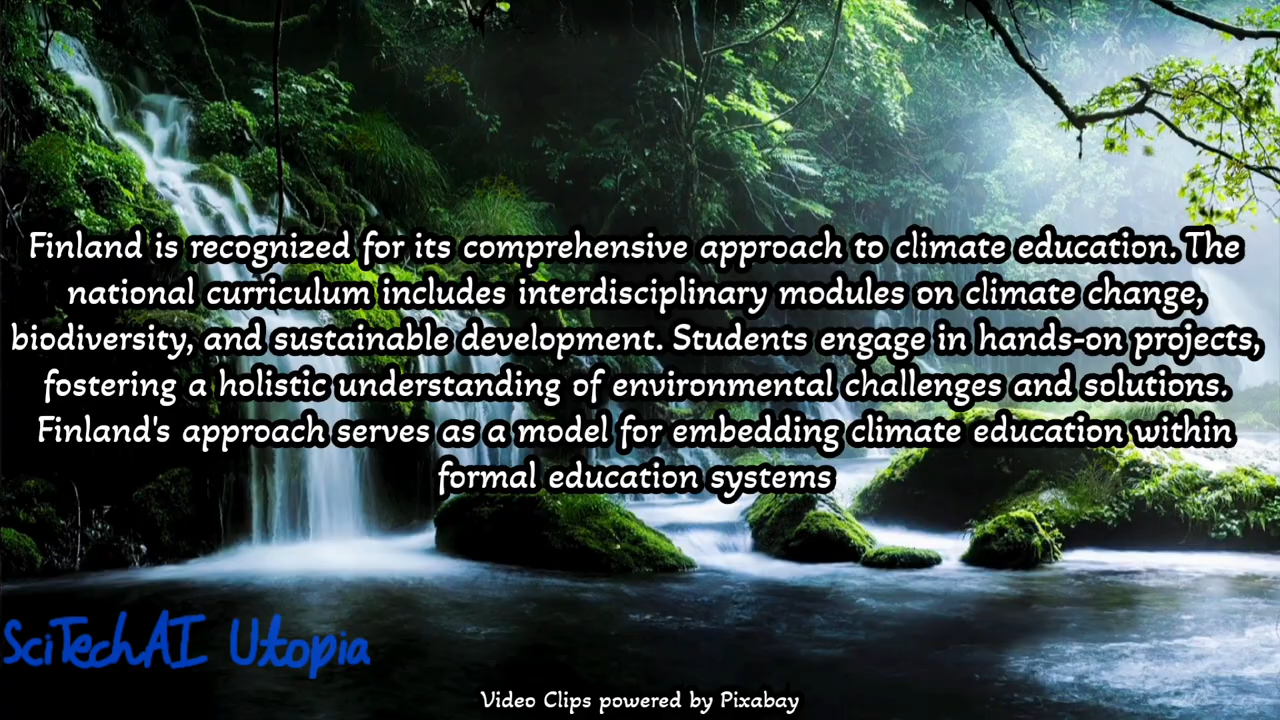 Finland is recognized for its comprehensive approach to climate education. The
national curriculum includes interdisciplinary modules on climate change,
biodiversity, and sustainable development. Students engage in hands-on projects,
fostering a holistic understanding of environmental challenges and solutions.
Finland's approach serves as a model for embedding climate education within
formal education systems
SciTechAI Utopia
Video Clips powered by Pixabay